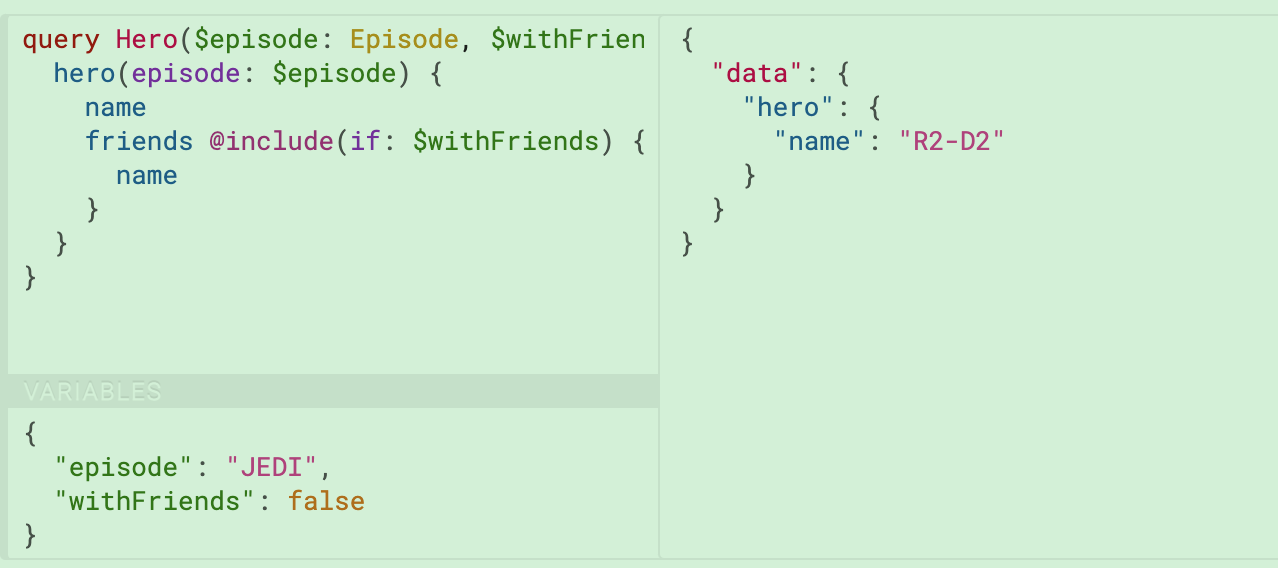 query Hero($episode: Episode, $withFrien
  hero(episode: $episode) {
    name
    friends @include(if: $withFriends) {
      name
    }
  }
}
VARIABLES
{
  "episode": "JEDI",
  "withFriends": false
}
{
  "data": {
    "hero": {
      "name": "R2-D2"
    }
  }
}